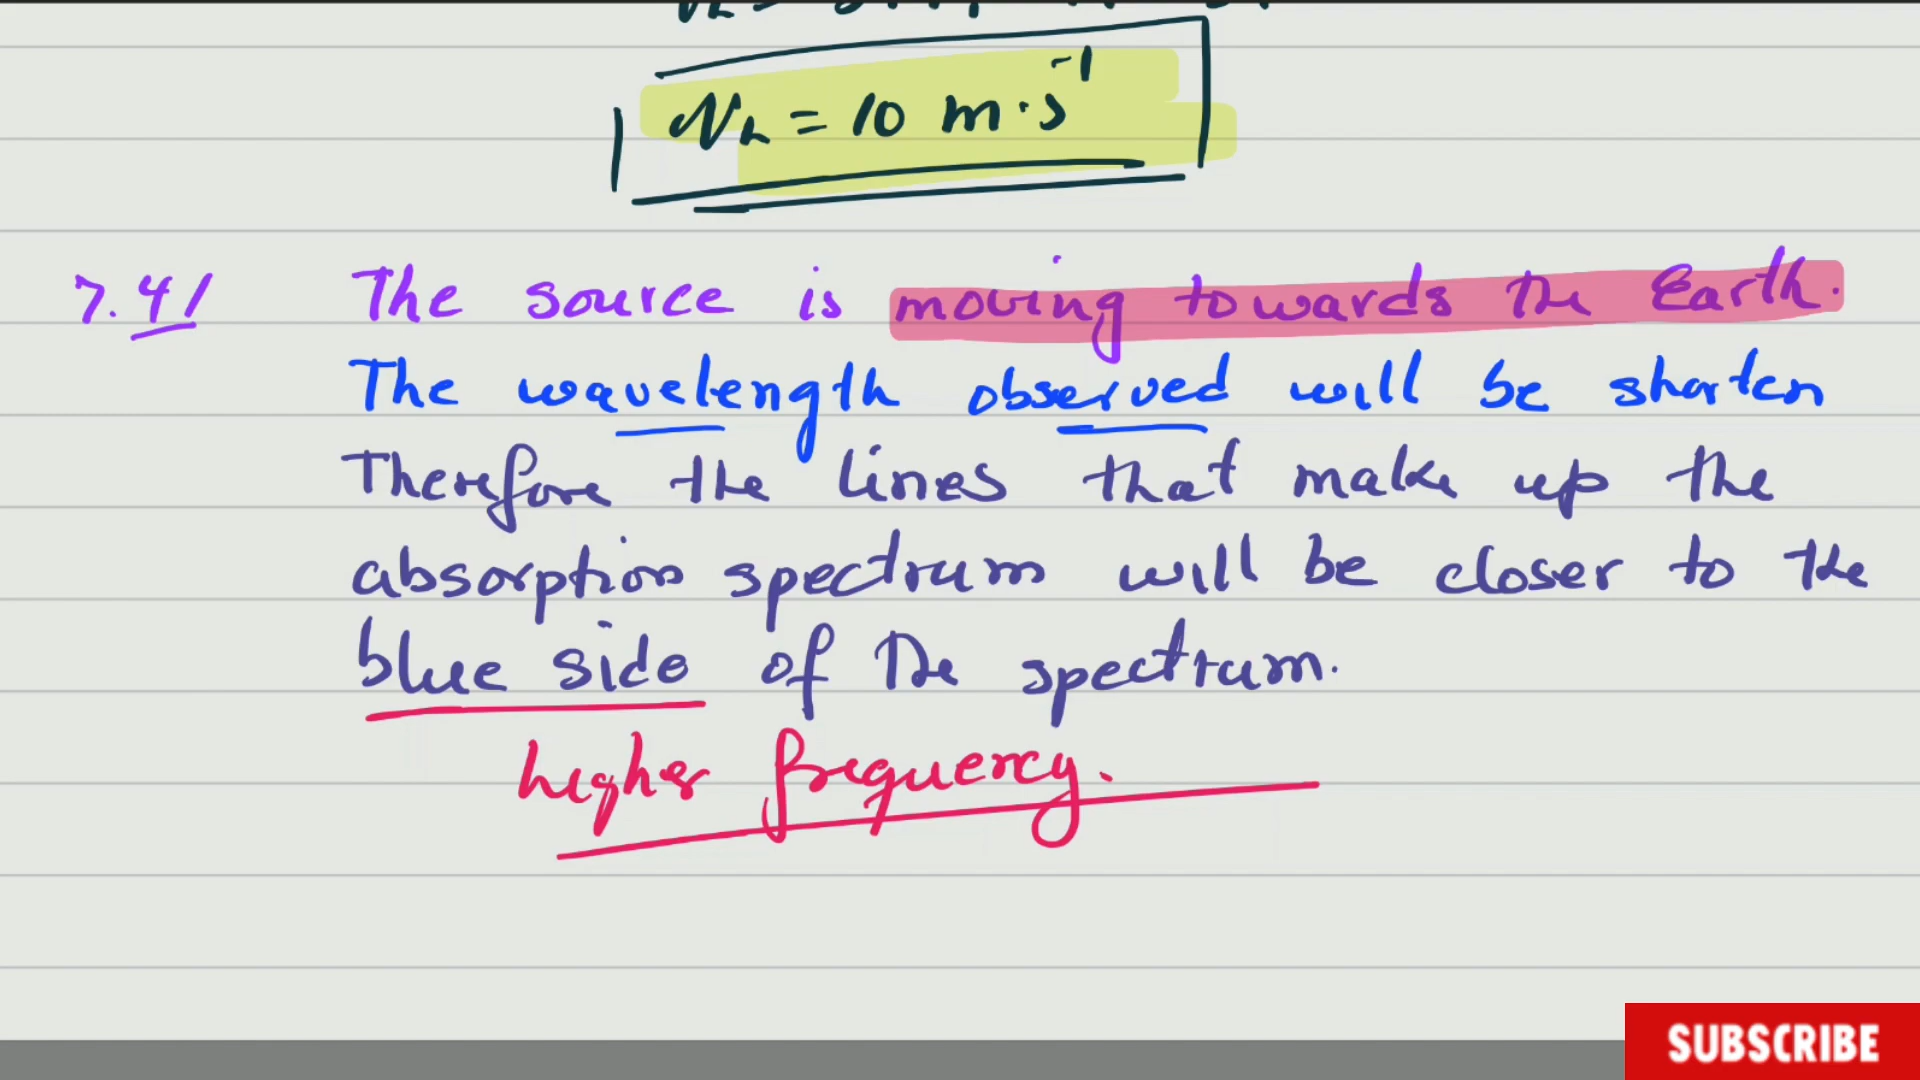 Vh = 10 m·s⁻¹
7.4/ The source is moving towards the Earth.
The wavelength observed will be shorten
Therefore the lines that make up the
absorption spectrum will be closer to the
blue side of the spectrum.
higher frequency.
SUBSCRIBE